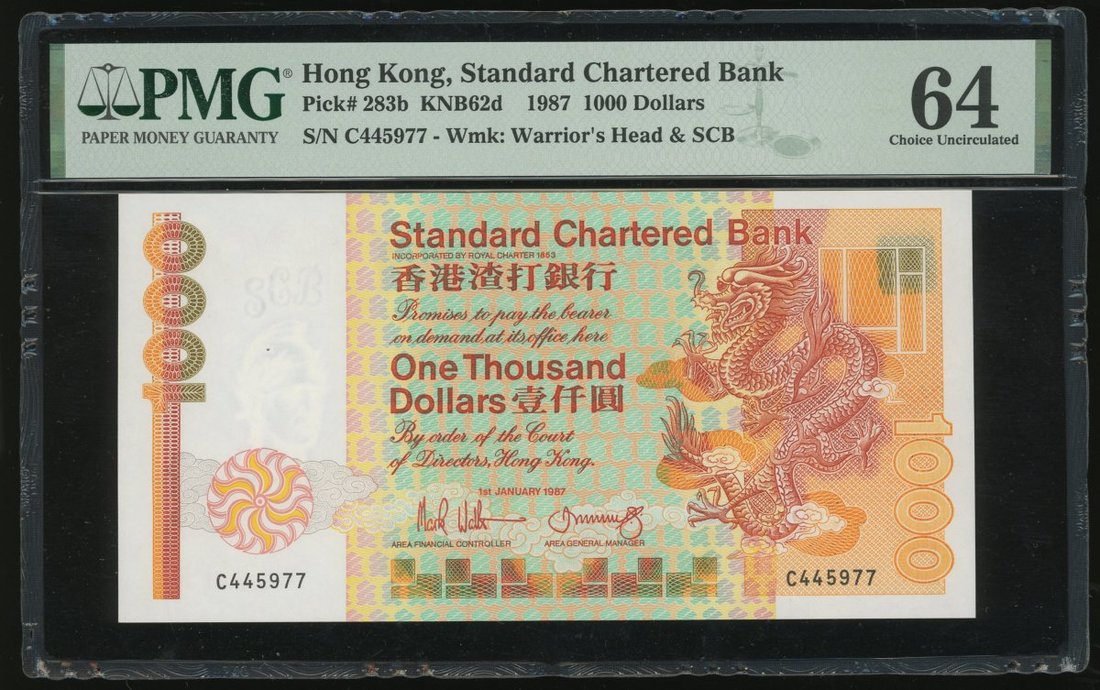 PMG®
PAPER MONEY GUARANTY
Hong Kong, Standard Chartered Bank
Pick# 283b KNB62d 1987 1000 Dollars
S/N C445977 - Wmk: Warrior's Head & SCB
64
Choice Uncirculated
1000
Standard Chartered Bank
INCORPORATED BY ROYAL CHARTER 1853
香港渣打銀行
Promises to pay the bearer
on demand at its office here
One Thousand
Dollars 壹仟圓
By order of the Court
of Directors, Hong Kong.
1st JANUARY 1987
AREA FINANCIAL CONTROLLER
AREA GENERAL MANAGER
C445977
C445977
1000